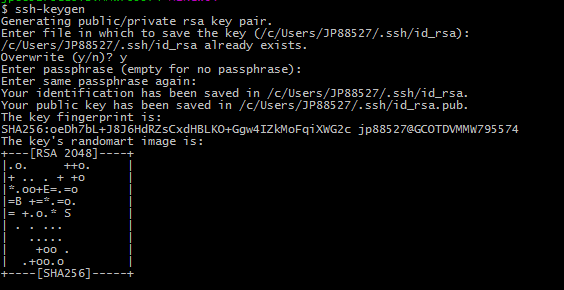 $ ssh-keygen
Generating public/private rsa key pair.
Enter file in which to save the key (/c/Users/JP88527/.ssh/id_rsa):
/c/Users/JP88527/.ssh/id_rsa already exists.
Overwrite (y/n)? y
Enter passphrase (empty for no passphrase):
Enter same passphrase again:
Your identification has been saved in /c/Users/JP88527/.ssh/id_rsa.
Your public key has been saved in /c/Users/JP88527/.ssh/id_rsa.pub.
The key fingerprint is:
SHA256:oeDh7bL+J8J6HdRZsCxdHBLKO+Ggw4IZkMoFqiXWG2c jp88527@GCOTDVMMW795574
The key's randomart image is:
+---[RSA 2048]----+
|.o.     ++o.     |
|+ .. . + +o      |
|*.oo+E=.=o       |
|=B +=*.=o.       |
|= +.o.* S        |
| . . ...         |
|   .....         |
|    +oo .        |
|  .+oo.o         |
+----[SHA256]-----+